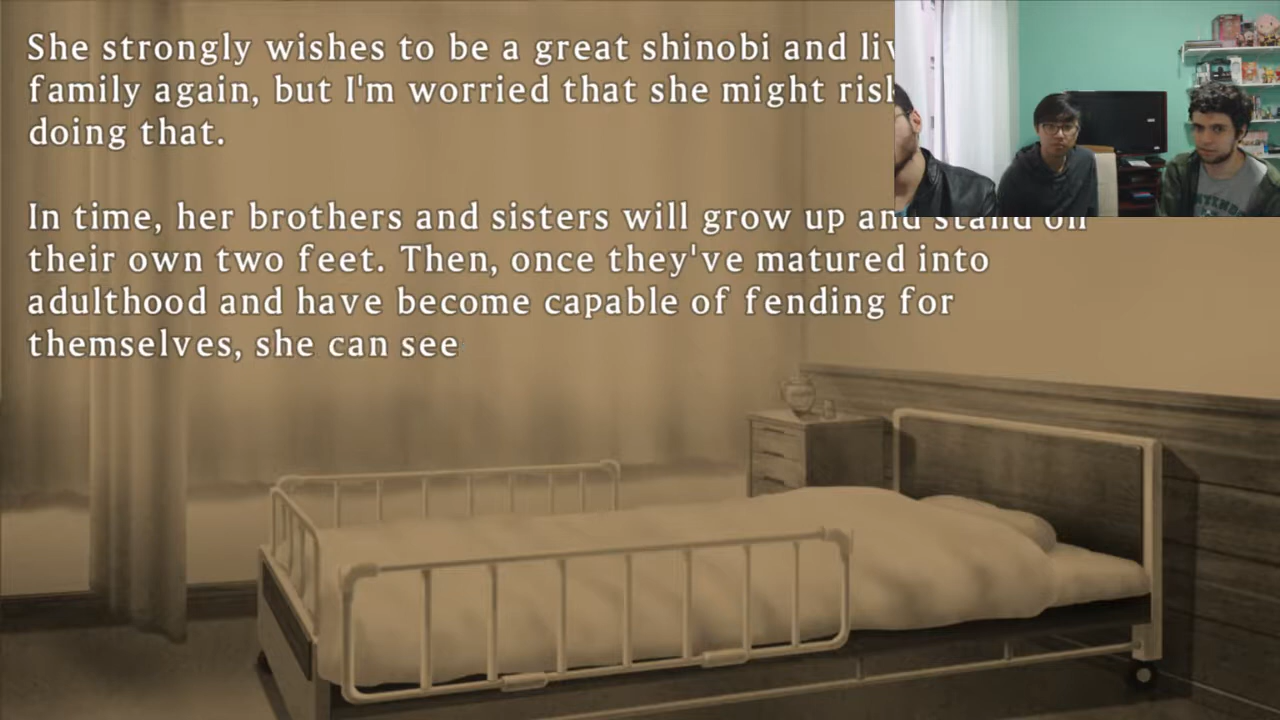 She strongly wishes to be a great shinobi and
family again, but I'm worried that she might
doing that.
In time, her brothers and sisters will grow up and stand on
their own two feet. Then, once they've matured into
adulthood and have become capable of fending for
themselves, she can see